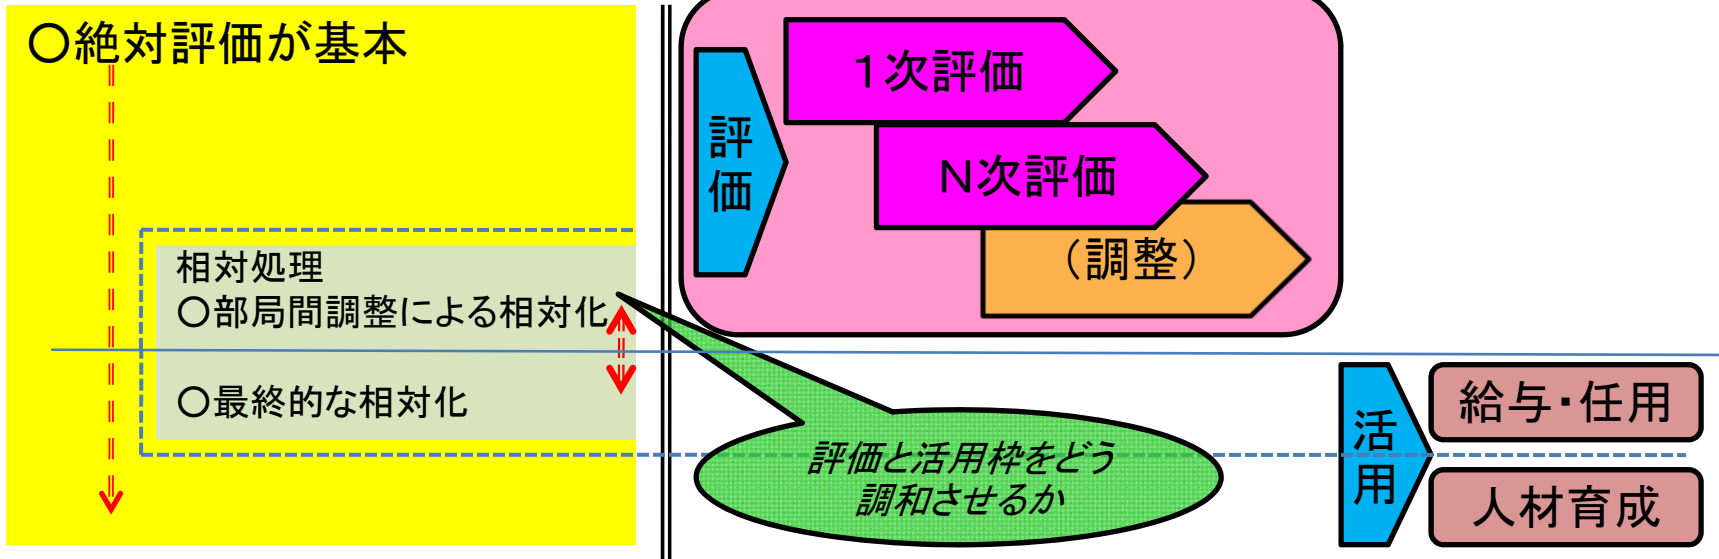 〇絶対評価が基本
相対処理
〇部局間調整による相対化
〇最終的な相対化
評価
１次評価
Ｎ次評価
（調整）
評価と活用枠をどう
調和させるか
活用
給与・任用
人材育成